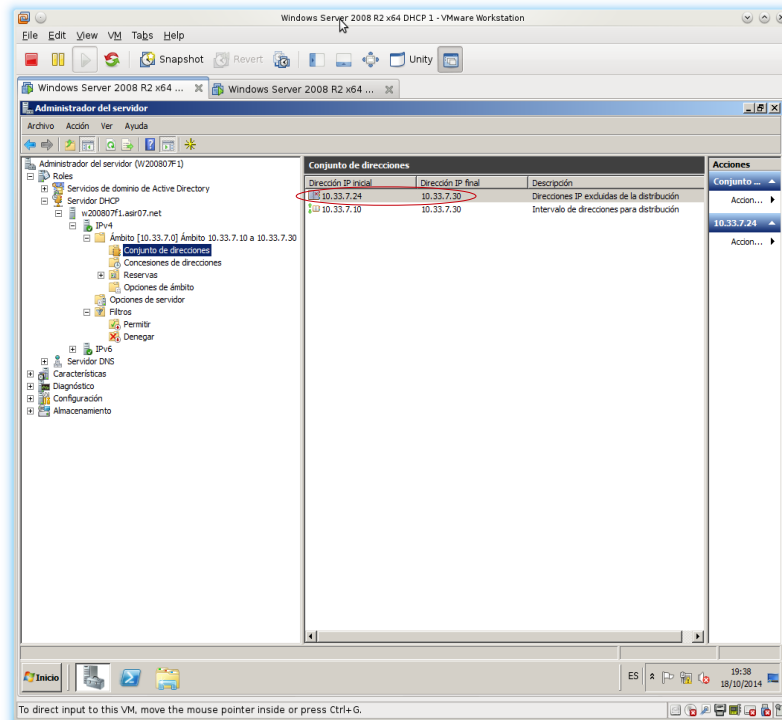 Windows Server 2008 R2 x64 DHCP 1 - VMware Workstation
File Edit View VM Tabs Help
Snapshot Revert Unity
Windows Server 2008 R2 x64 ... Windows Server 2008 R2 x64 ...
Administrador del servidor
Archivo Acción Ver Ayuda
Administrador del servidor (W200807F1)
Roles
Servicios de dominio de Active Directory
Servidor DHCP
w200807f1.asir07.net
IPv4
Ámbito [10.33.7.0] Ámbito 10.33.7.10 a 10.33.7.30
Conjunto de direcciones
Concesiones de direcciones
Reservas
Opciones de ámbito
Opciones de servidor
Filtros
Permitir
Denegar
IPv6
Servidor DNS
Características
Diagnóstico
Configuración
Almacenamiento
Conjunto de direcciones
Dirección IP inicial Dirección IP final Descripción
10.33.7.24 10.33.7.30 Direcciones IP excluidas de la distribución
10.33.7.10 10.33.7.30 Intervalo de direcciones para distribución
Acciones
Conjunto ...
Accion...
10.33.7.24
Accion...
Inicio
ES
19:38
18/10/2014
To direct input to this VM, move the mouse pointer inside or press Ctrl+G.